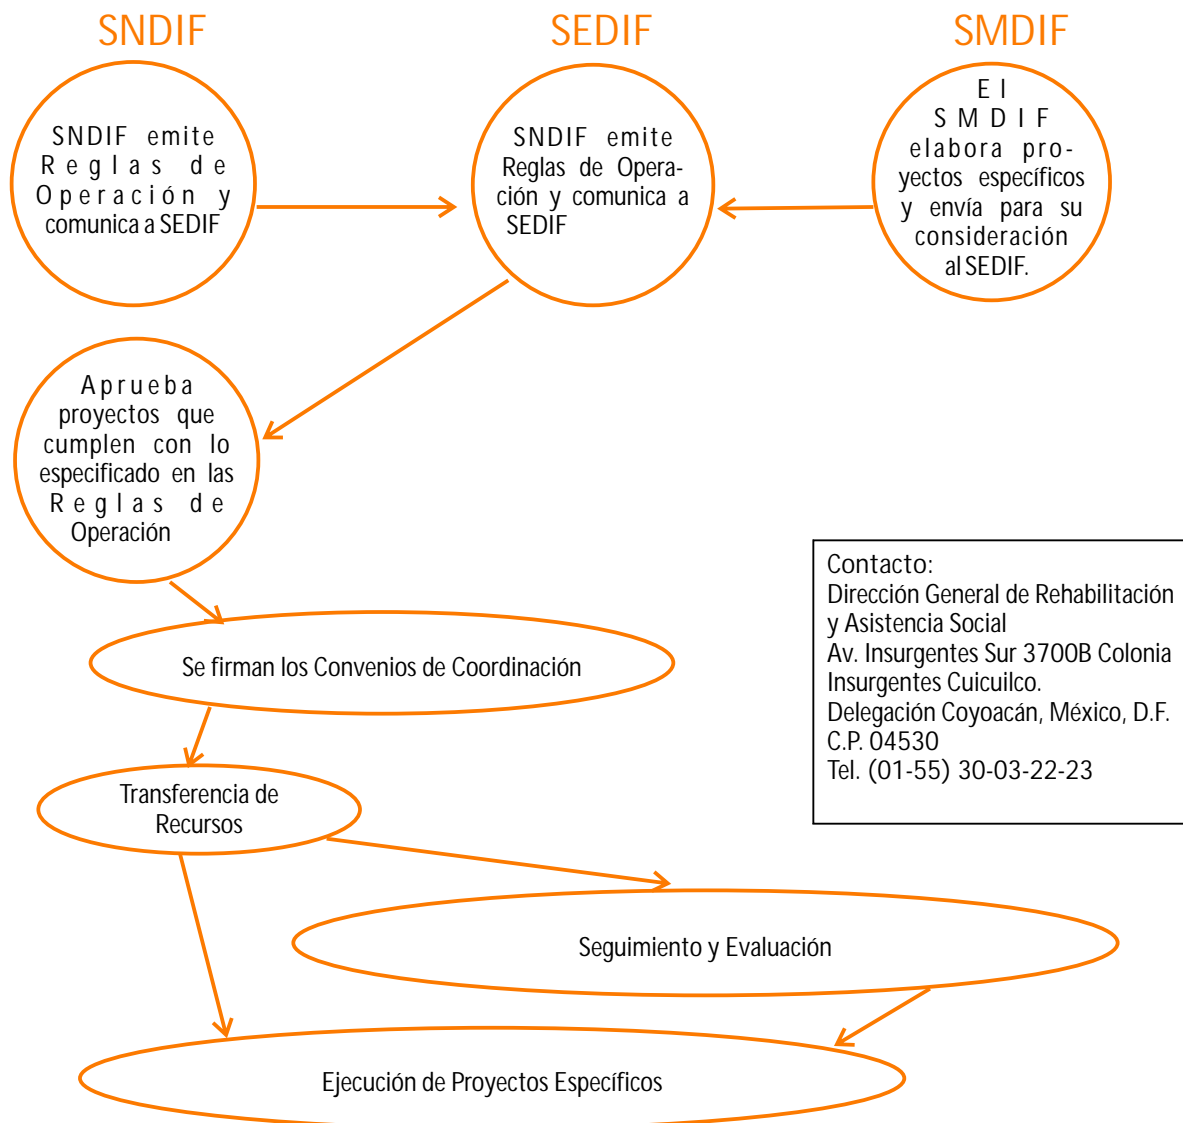 SNDIF
SEDIF
SMDIF
SNDIF emite
Reglas de
Operación y
comunica a SEDIF
SNDIF emite
Reglas de Opera-
ción y comunica a
SEDIF
El
SMDIF
elabora pro-
yectos específicos
y envía para su
consideración
al SEDIF.
Aprueba
proyectos que
cumplen con lo
especificado en las
Reglas de
Operación
Se firman los Convenios de Coordinación
Contacto:
Dirección General de Rehabilitación
y Asistencia Social
Av. Insurgentes Sur 3700B Colonia
Insurgentes Cuicuilco.
Delegación Coyoacán, México, D.F.
C.P. 04530
Tel. (01-55) 30-03-22-23
Transferencia de
Recursos
Seguimiento y Evaluación
Ejecución de Proyectos Específicos